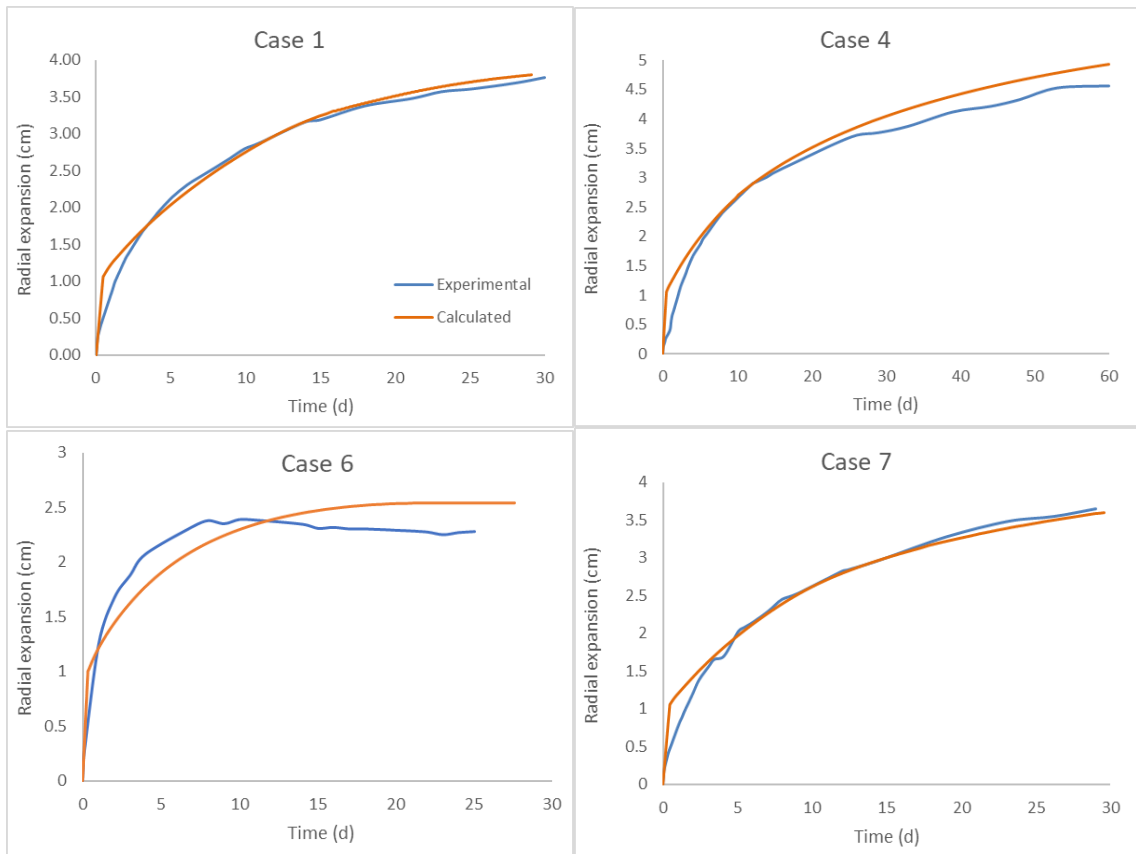 Case 1
Radial expansion (cm)
4.00
3.50
3.00
2.50
2.00
1.50
1.00
0.50
0.00
Experimental
Calculated
0 5 10 15 20 25 30
Time (d)
Case 4
Radial expansion (cm)
5
4.5
4
3.5
3
2.5
2
1.5
1
0.5
0
0 10 20 30 40 50 60
Time (d)
Case 6
Radial expansion (cm)
3
2.5
2
1.5
1
0.5
0
0 5 10 15 20 25 30
Time (d)
Case 7
Radial expansion (cm)
4
3.5
3
2.5
2
1.5
1
0.5
0
0 5 10 15 20 25 30
Time (d)